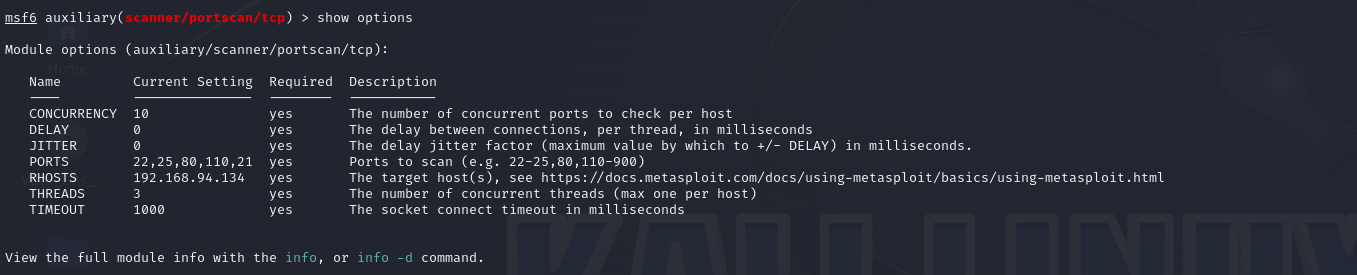 msf6 auxiliary(scanner/portscan/tcp) > show options
Module options (auxiliary/scanner/portscan/tcp):
Name Current Setting Required Description
---- --------------- -------- -----------
CONCURRENCY 10 yes The number of concurrent ports to check per host
DELAY 0 yes The delay between connections, per thread, in milliseconds
JITTER 0 yes The delay jitter factor (maximum value by which to +/- DELAY) in milliseconds.
PORTS 22,25,80,110,21 yes Ports to scan (e.g. 22-25,80,110-900)
RHOSTS 192.168.94.134 yes The target host(s), see https://docs.metasploit.com/docs/using-metasploit/basics/using-metasploit.html
THREADS 3 yes The number of concurrent threads (max one per host)
TIMEOUT 1000 yes The socket connect timeout in milliseconds
View the full module info with the info, or info -d command.
Home